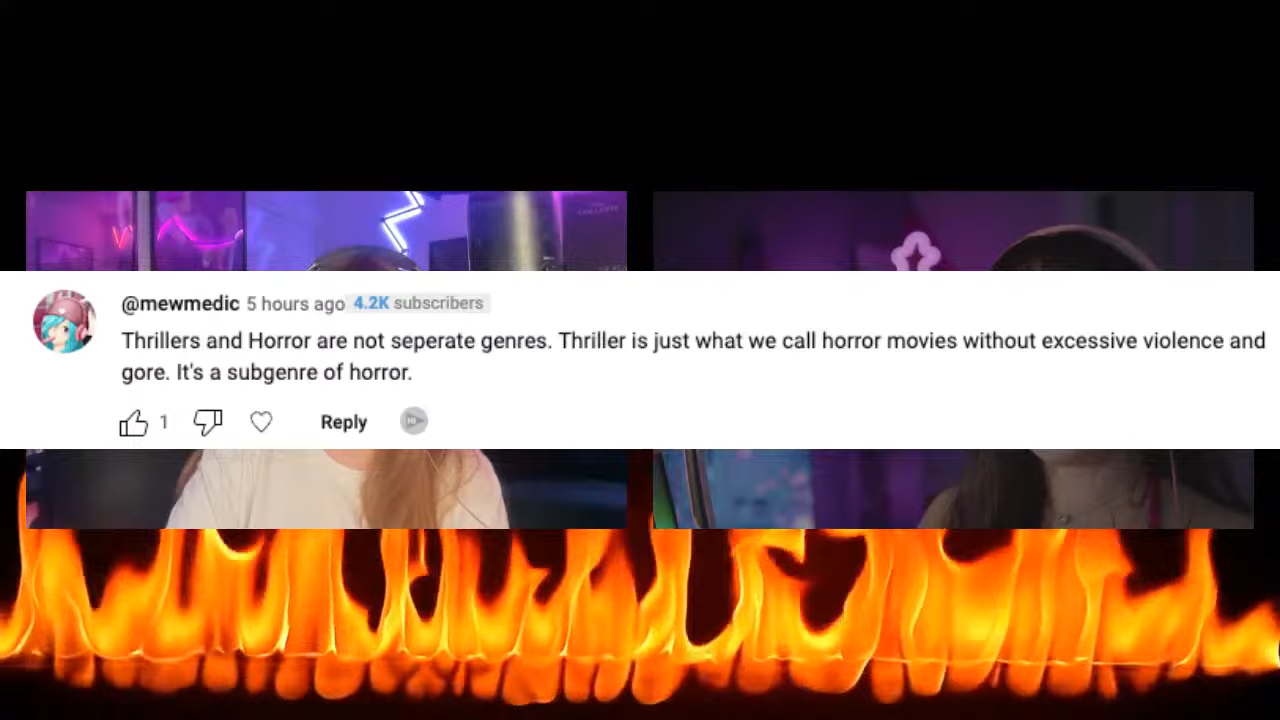 @mewmedic 5 hours ago 4.2K subscribers
Thrillers and Horror are not seperate genres. Thriller is just what we call horror movies without excessive violence and
gore. It's a subgenre of horror.
1 Reply